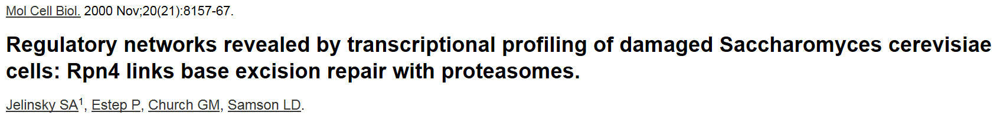 Mol Cell Biol. 2000 Nov;20(21):8157-67.
Regulatory networks revealed by transcriptional profiling of damaged Saccharomyces cerevisiae
cells: Rpn4 links base excision repair with proteasomes.
Jelinsky SA1, Estep P, Church GM, Samson LD.